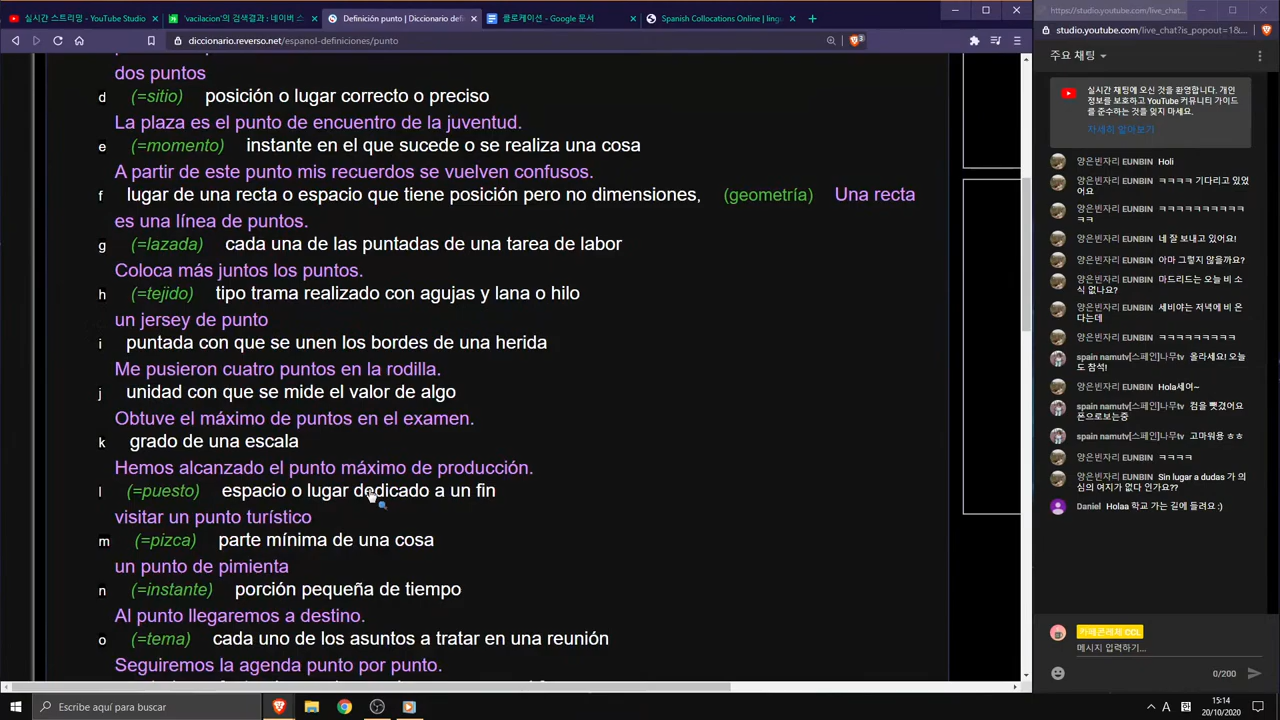 실시간 스트리밍 - YouTube Studio
'vacilacion'의 검색결과 : 네이버 스
Definición punto | Diccionario def
클로케이션 - Google 문서
Spanish Collocations Online | ling
https://studio.youtube.com/live_chat...
diccionario.reverso.net/espanol-definiciones/punto
3
studio.youtube.com/live_chat?is_popout=1&
dos puntos
d (=sitio) posición o lugar correcto o preciso
La plaza es el punto de encuentro de la juventud.
e (=momento) instante en el que sucede o se realiza una cosa
A partir de este punto mis recuerdos se vuelven confusos.
f lugar de una recta o espacio que tiene posición pero no dimensiones, (geometría) Una recta
es una línea de puntos.
g (=lazada) cada una de las puntadas de una tarea de labor
Coloca más juntos los puntos.
h (=tejido) tipo trama realizado con agujas y lana o hilo
un jersey de punto
i puntada con que se unen los bordes de una herida
Me pusieron cuatro puntos en la rodilla.
j unidad con que se mide el valor de algo
Obtuve el máximo de puntos en el examen.
k grado de una escala
Hemos alcanzado el punto máximo de producción.
l (=puesto) espacio o lugar dedicado a un fin
visitar un punto turístico
m (=pizca) parte mínima de una cosa
un punto de pimienta
n (=instante) porción pequeña de tiempo
Al punto llegaremos a destino.
o (=tema) cada uno de los asuntos a tratar en una reunión
Seguiremos la agenda punto por punto.
주요 채팅
실시간 채팅에 오신 것을 환영합니다. 개인
정보를 보호하고 YouTube 커뮤니티 가이드
를 준수하는 것을 잊지 마세요.
자세히 알아보기
양은빈자리 EUNBIN Holi
양은빈자리 EUNBIN ㅋㅋㅋㅋ 기다리고 있었
어요
양은빈자리 EUNBIN ㅋㅋㅋㅋㅋㅋㅋㅋㅋㅋ
ㅋㅋ
양은빈자리 EUNBIN 네 잘 보내고 있어요!
양은빈자리 EUNBIN 아마 그렇지 않을까요?
양은빈자리 EUNBIN 마드리드는 오늘 비 소
식 없나요?
양은빈자리 EUNBIN 세비야는 저녁에 비 온
다는데
양은빈자리 EUNBIN ㅋㅋㅋㅋㅋㅋㅋㅋㅋ
spain namutv[스페인]나무tv 올라세요! 오늘
도 참석!
양은빈자리 EUNBIN Hola세여~
spain namutv[스페인]나무tv 컴을 뺏겼어요
폰으로보는중
spain namutv[스페인]나무tv 고마워용 ㅎㅎ
양은빈자리 EUNBIN ㅋㅋㅋㅋ
양은빈자리 EUNBIN Sin lugar a dudas 가 의
심의 여지가 없다 인가요??
Daniel Holaa 학교 가는 길에 들려요 :)
카페꼰레체 CCL
메시지 입력하기...
0/200
Escribe aquí para buscar
15:14
20/10/2020